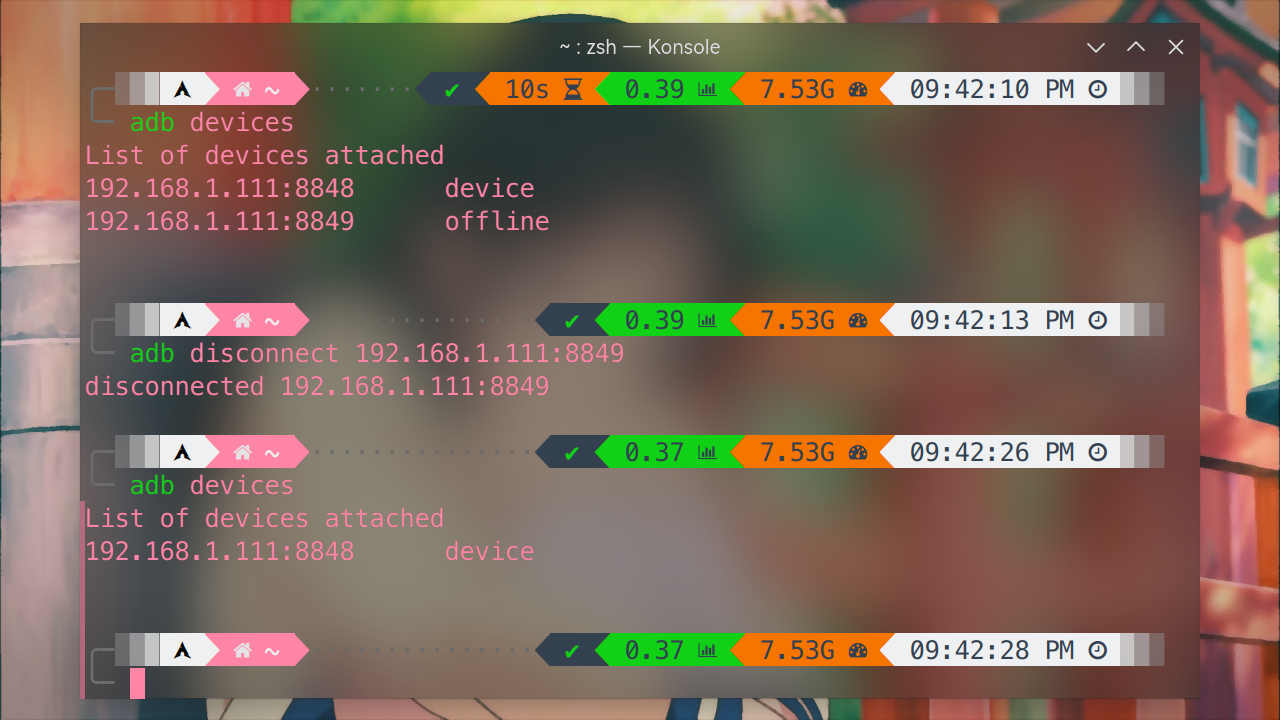 ~ : zsh — Konsole
~ ✔ 10s 0.39 7.53G 09:42:10 PM
adb devices
List of devices attached
192.168.1.111:8848 device
192.168.1.111:8849 offline
~ ✔ 0.39 7.53G 09:42:13 PM
adb disconnect 192.168.1.111:8849
disconnected 192.168.1.111:8849
~ ✔ 0.37 7.53G 09:42:26 PM
adb devices
List of devices attached
192.168.1.111:8848 device
~ ✔ 0.37 7.53G 09:42:28 PM